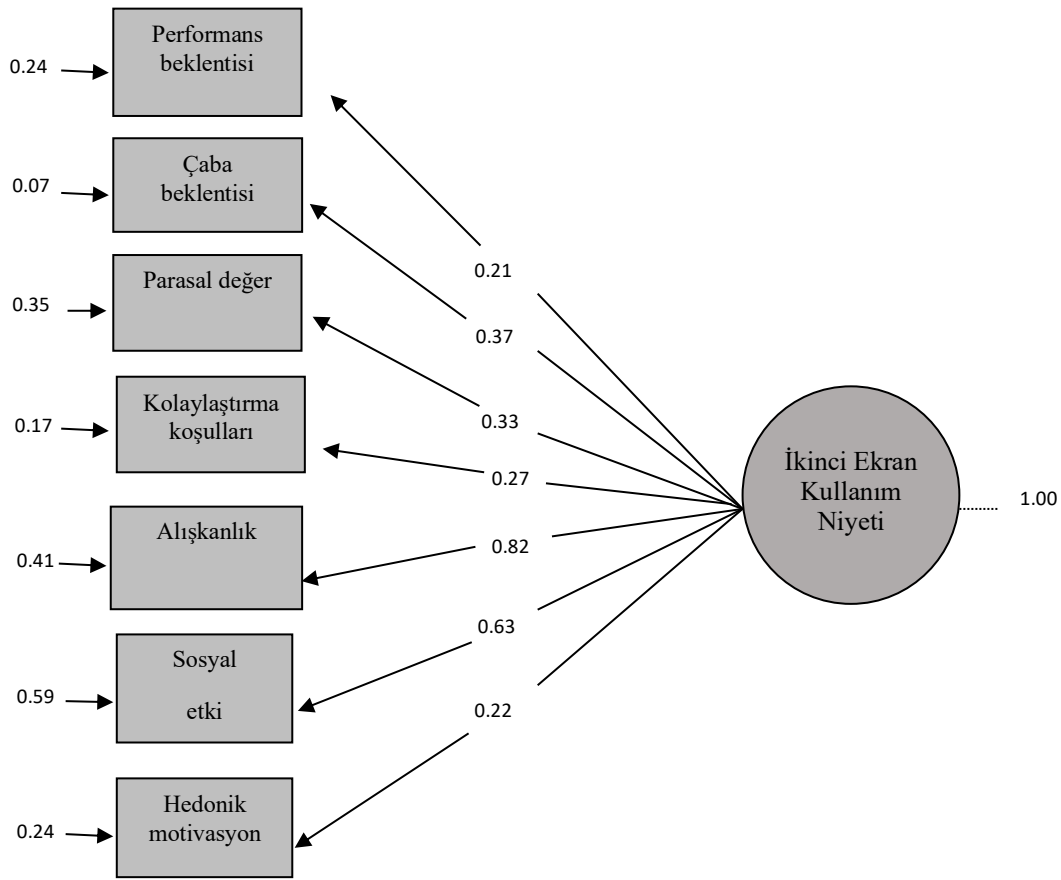 Performans
beklentisi
0.24
Çaba
beklentisi
0.07
0.21
Parasal değer
0.35
0.37
Kolaylaştırma
koşulları
0.17
0.33
0.27
İkinci Ekran
Kullanım
Niyeti
1.00
Alışkanlık
0.41
0.82
Sosyal
etki
0.59
0.63
0.22
Hedonik
motivasyon
0.24